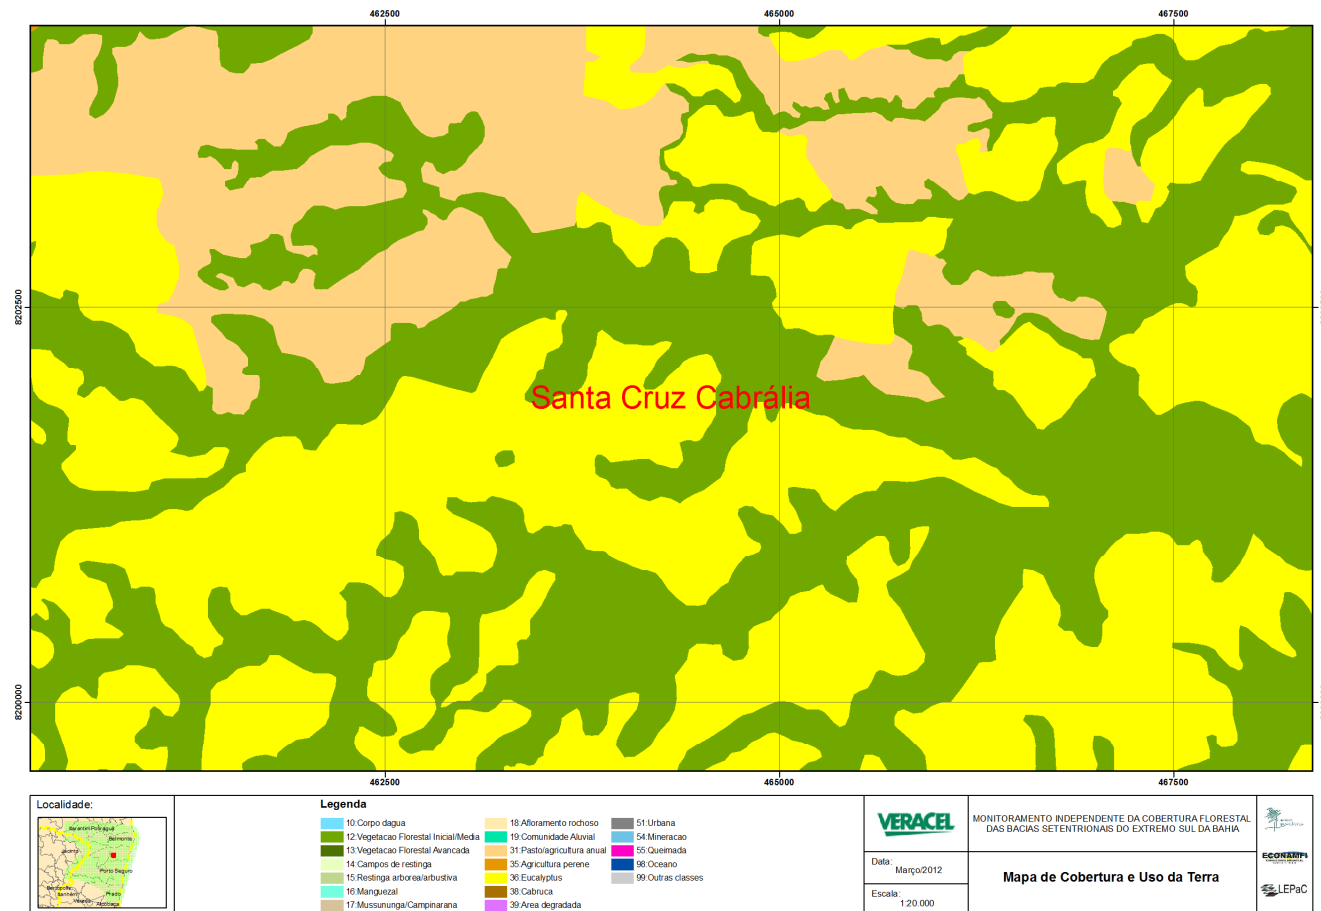 462500 465000 467500
8202500
Santa Cruz Cabrália
8200000
462500 465000 467500
Localidade:
Belmonte
Jacinto
Porto Seguro
Prado
Alcobaça
Legenda
10:Corpo dagua
12:Vegetacao Florestal Inicial/Media
13:Vegetacao Florestal Avancada
14:Campos de restinga
15:Restinga arborea/arbustiva
16:Manguezal
17:Mussununga/Campinarana
18:Afloramento rochoso
19:Comunidade Aluvial
31:Pasto/agricultura anual
35:Agricultura perene
36:Eucalyptus
38:Cabruca
39:Area degradada
51:Urbana
54:Mineracao
55:Queimada
98:Oceano
99:Outras classes
VERACEL
Data:
Março/2012
Escala:
1:20.000
MONITORAMENTO INDEPENDENTE DA COBERTURA FLORESTAL
DAS BACIAS SETENTRIONAIS DO EXTREMO SUL DA BAHIA
Mapa de Cobertura e Uso da Terra
ECONAMFI
LEPaC